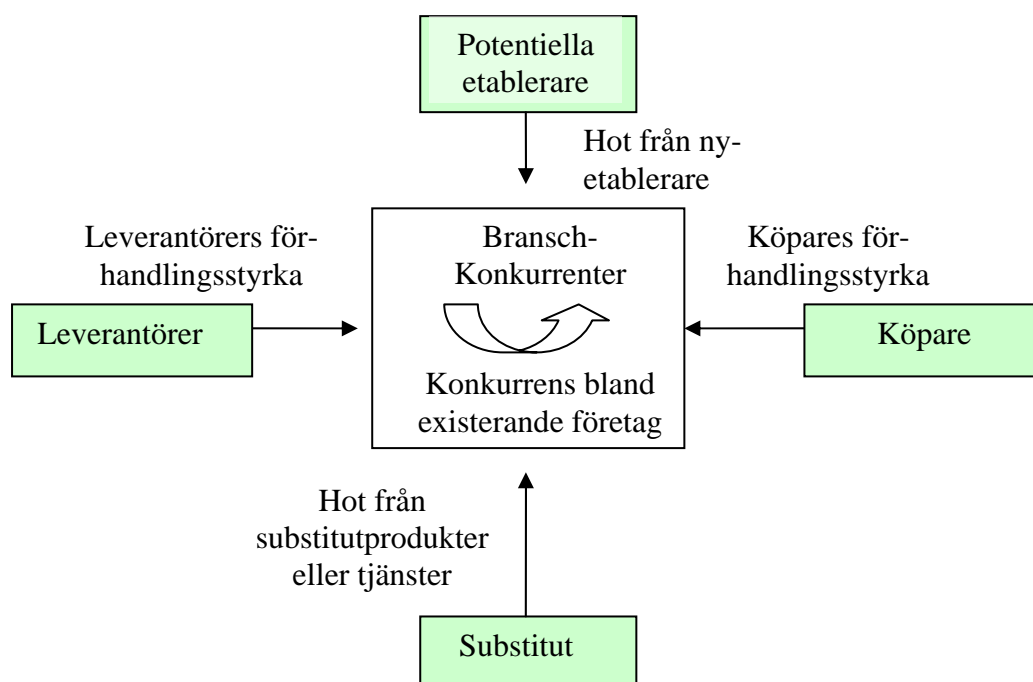 Potentiella
etablerare
Hot från ny-
etablerare
Leverantörers för-
handlingsstyrka
Bransch-
Konkurrenter
Köpares för-
handlingsstyrka
Leverantörer
Köpare
Konkurrens bland
existerande företag
Hot från
substitutprodukter
eller tjänster
Substitut